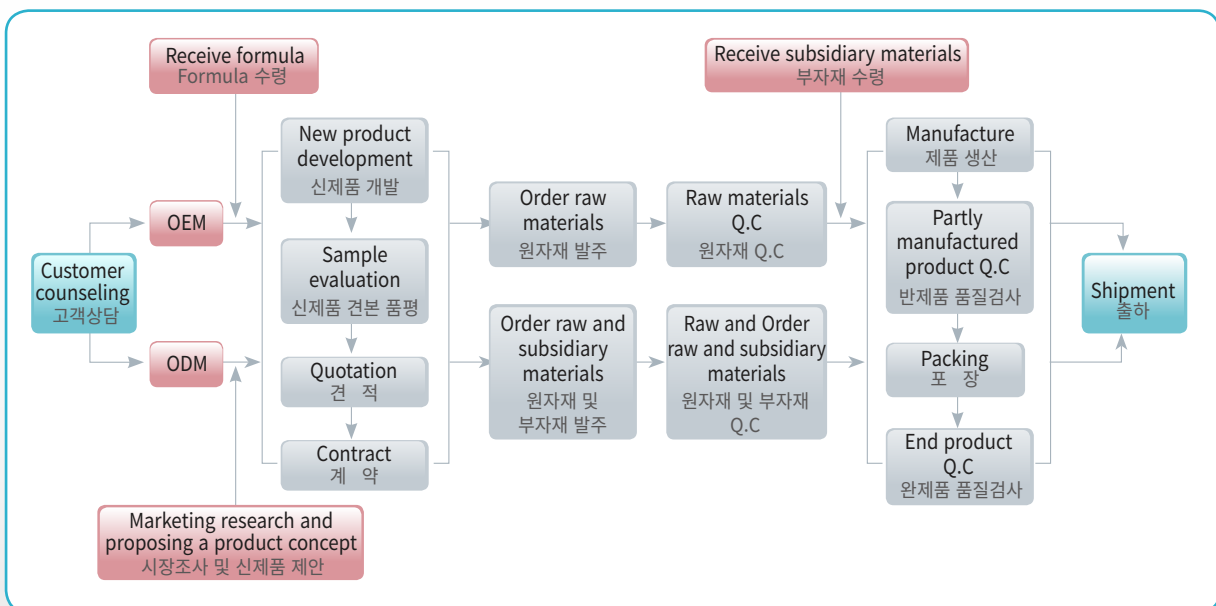 Receive formula
Formula 수령
Receive subsidiary materials
부자재 수령
New product
development
신제품 개발
Manufacture
제품 생산
OEM
Order raw
materials
원자재 발주
Raw materials
Q.C
원자재 Q.C
Partly
manufactured
product Q.C
반제품 품질검사
Customer
counseling
고객상담
Sample
evaluation
신제품 견본 품평
Shipment
출하
ODM
Quotation
견 적
Order raw and
subsidiary
materials
원자재 및
부자재 발주
Raw and Order
raw and subsidiary
materials
원자재 및 부자재
Q.C
Packing
포 장
Contract
계 약
End product
Q.C
완제품 품질검사
Marketing research and
proposing a product concept
시장조사 및 신제품 제안